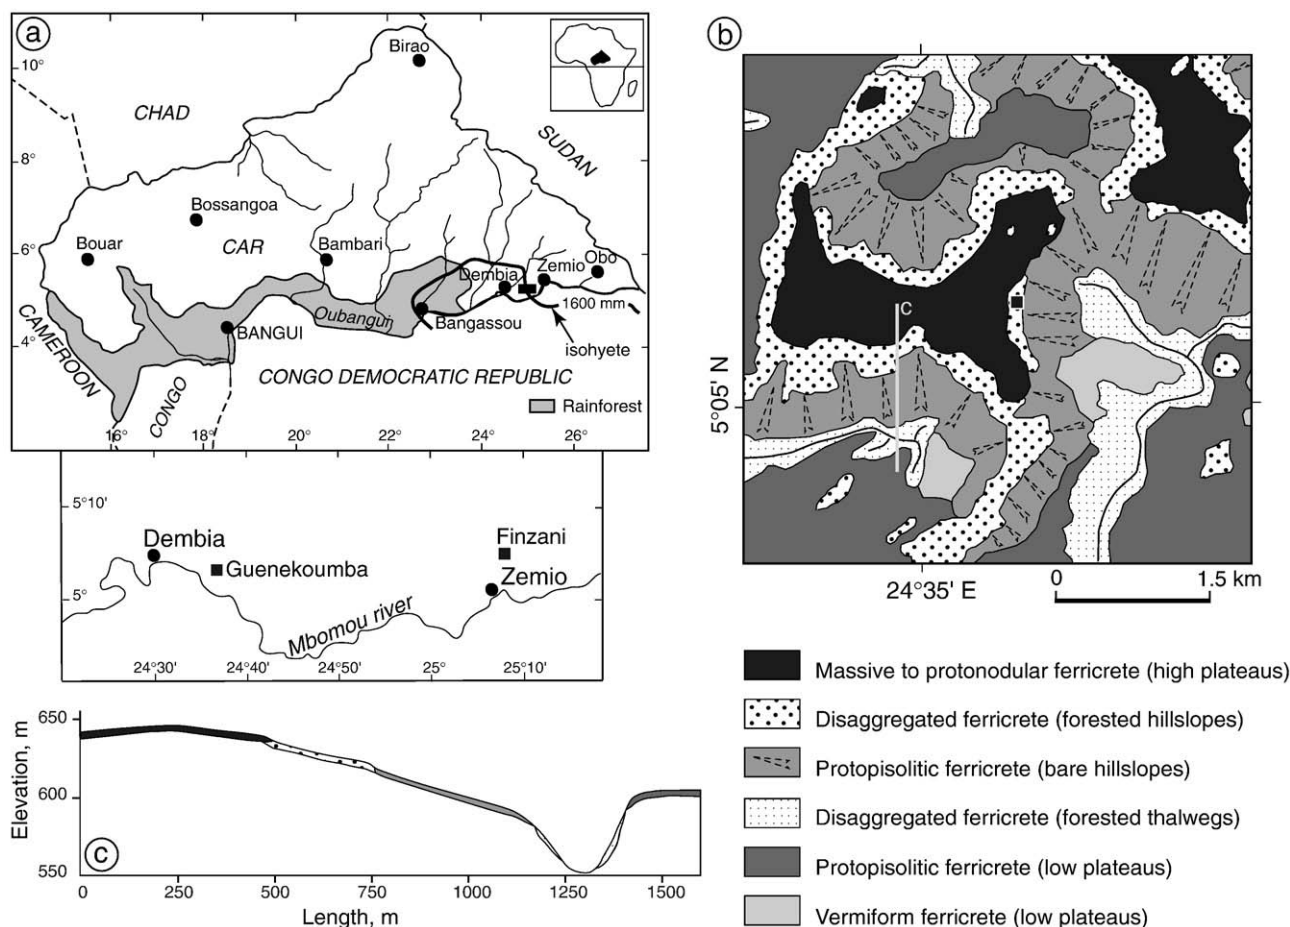 a
Birao
10°
CHAD
SUDAN
8°
Bossangoa
Bouar
CAR
Bambari
Obo
Zemio
6°
Dembia
1600 mm
Oubangui
Bangassou
BANGUI
isohyete
4°
CAMEROON
CONGO
CONGO DEMOCRATIC REPUBLIC
Rainforest
16° 18° 20° 22° 24° 26°
5°10'
Dembia
Finzani
Guenekoumba
Zemio
5°
Mbomou river
24°30' 24°40' 24°50' 25° 25°10'
650
600
550
Elevation, m
c
0 250 500 750 1000 1250 1500
Length, m
b
c
5°05' N
24°35' E
0 1.5 km
Massive to protonodular ferricrete (high plateaus)
Disaggregated ferricrete (forested hillslopes)
Protopisolitic ferricrete (bare hillslopes)
Disaggregated ferricrete (forested thalwegs)
Protopisolitic ferricrete (low plateaus)
Vermiform ferricrete (low plateaus)